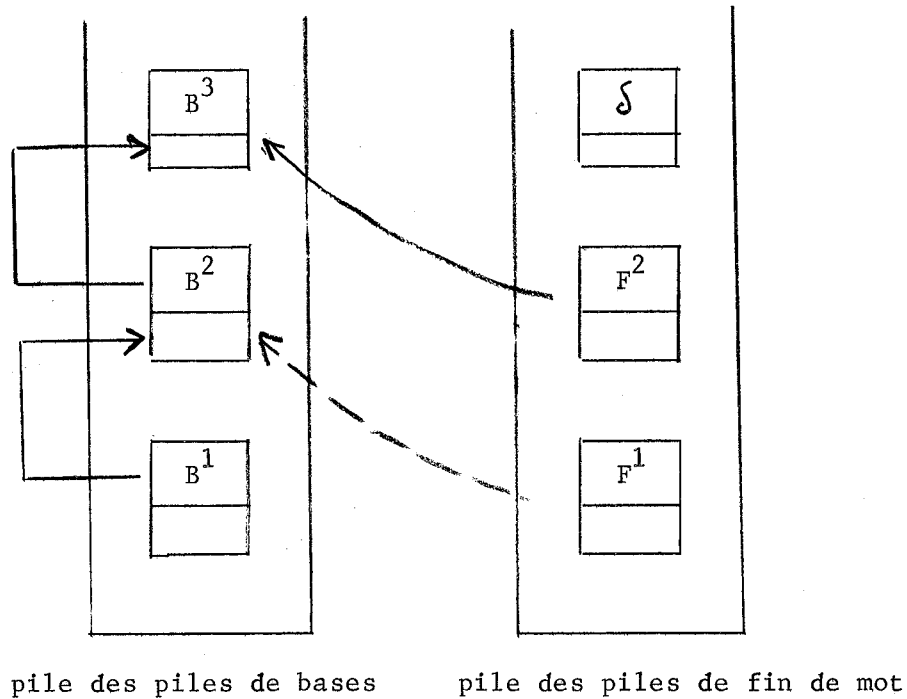 B³ δ
B² F²
B¹ F¹
pile des piles de bases pile des piles de fin de mot